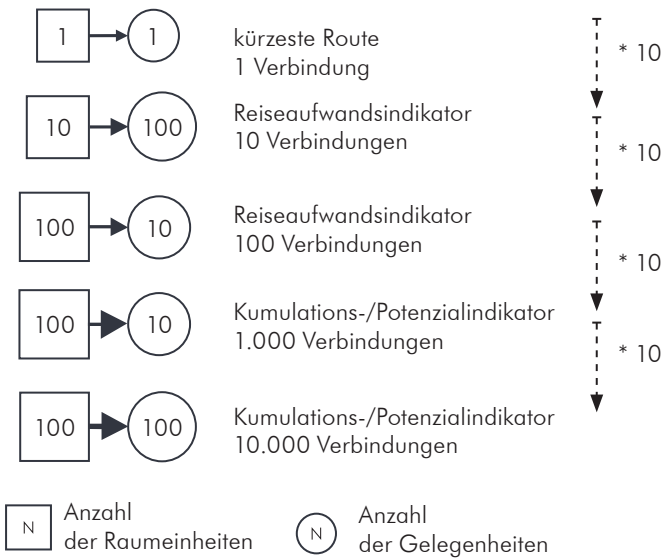 1 1 kürzeste Route
1 Verbindung
* 10
10 100 Reiseaufwandsindikator
10 Verbindungen
* 10
100 10 Reiseaufwandsindikator
100 Verbindungen
* 10
100 10 Kumulations-/Potenzialindikator
1.000 Verbindungen
* 10
100 100 Kumulations-/Potenzialindikator
10.000 Verbindungen
N Anzahl
der Raumeinheiten
N Anzahl
der Gelegenheiten